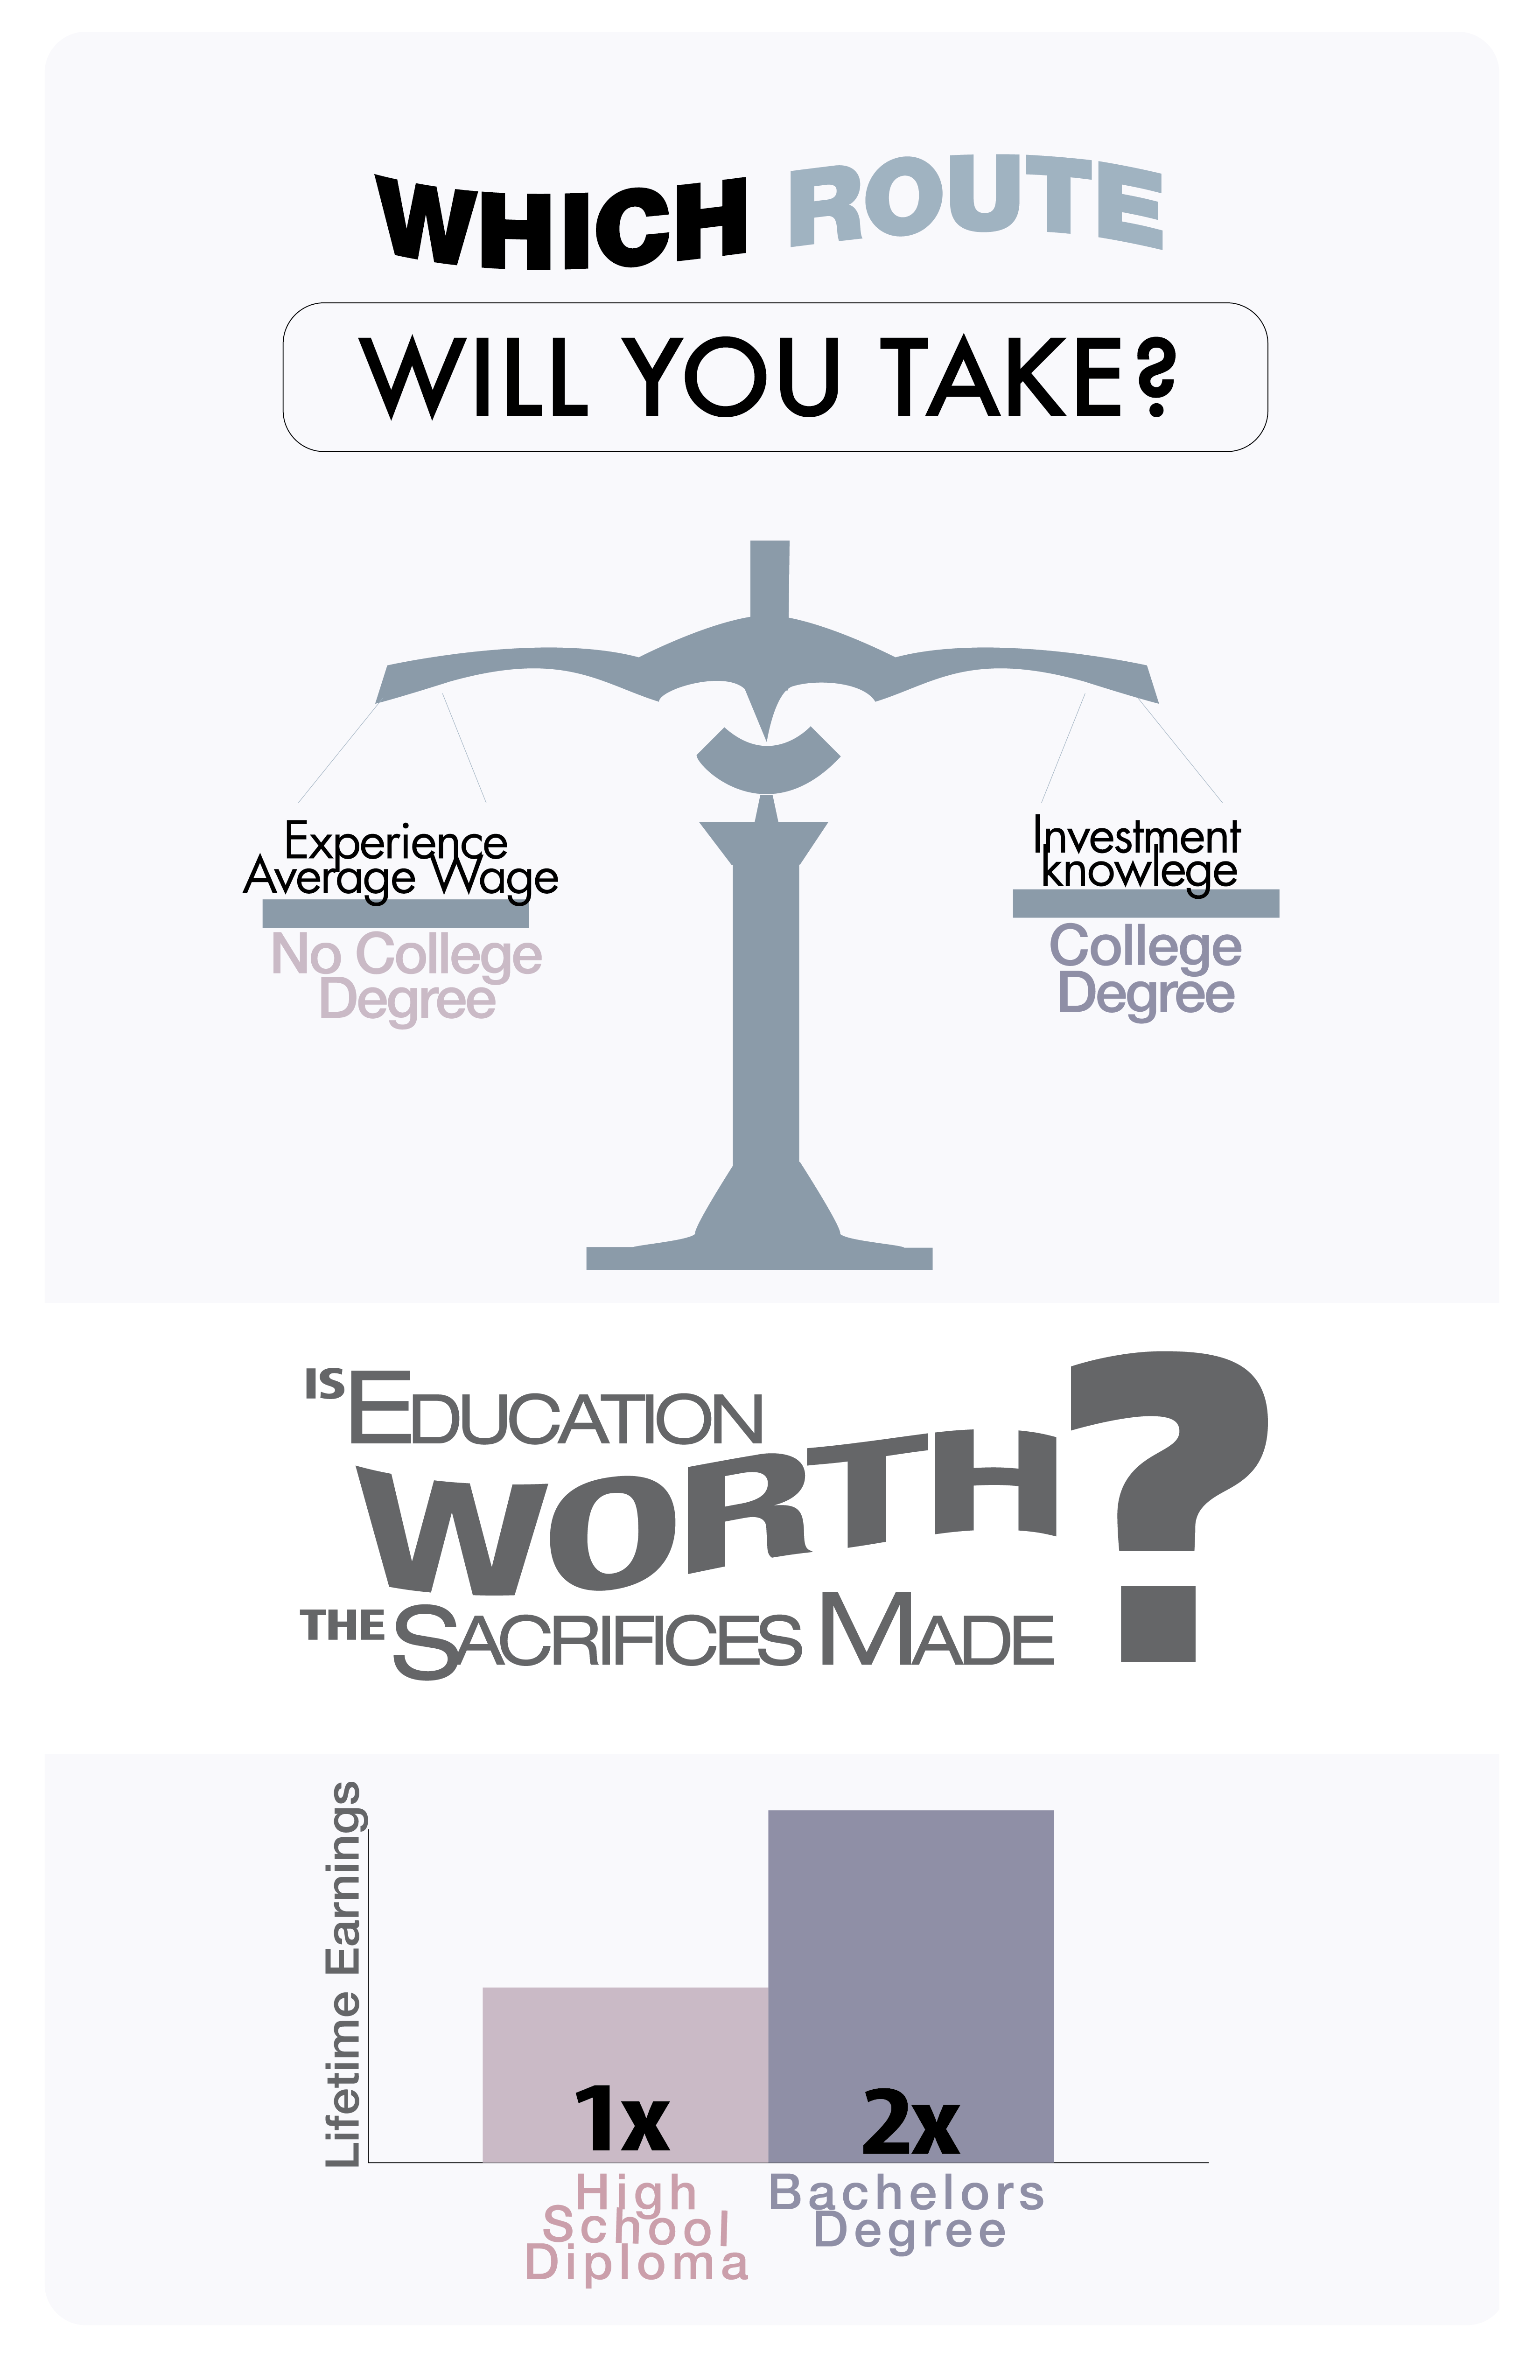 WHICH ROUTE
WILL YOU TAKE?
Experience
Average Wage
No College
Degree
Investment
knowlege
College
Degree
IS EDUCATION
WORTH?
THE SACRIFICES MADE
Lifetime Earnings
1x
2x
High
School
Diploma
Bachelors
Degree